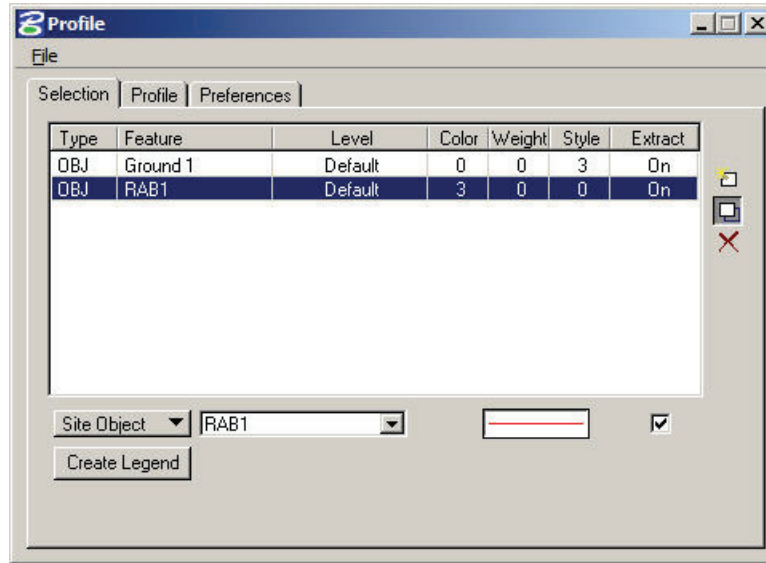 Profile
File
Selection Profile Preferences
Type Feature Level Color Weight Style Extract
OBJ Ground 1 Default 0 0 3 On
OBJ RAB1 Default 3 0 0 On
Site Object RAB1
Create Legend